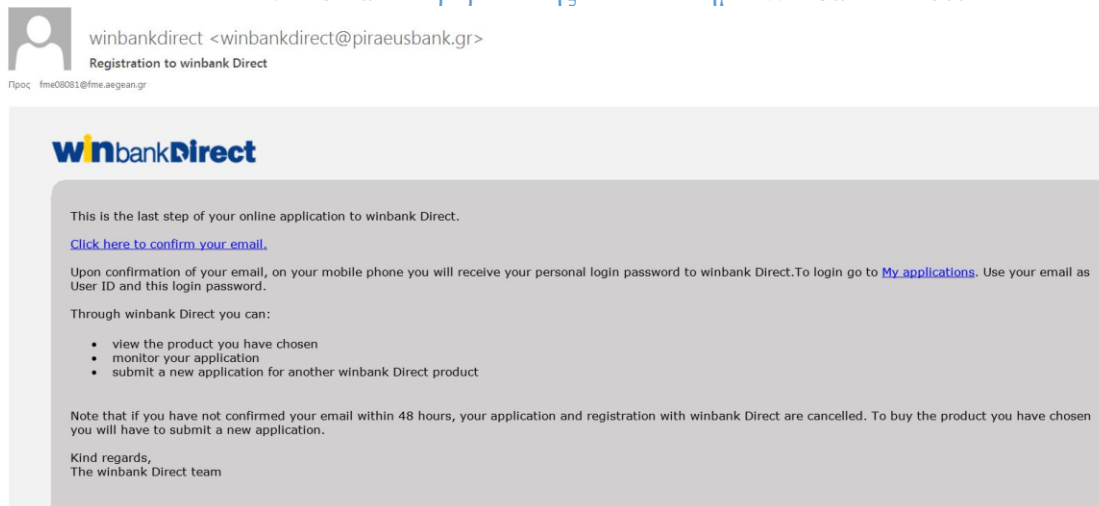 winbankdirect <winbankdirect@piraeusbank.gr>
Registration to winbank Direct
Προς fme08081@fme.aegean.gr
winbankDirect
This is the last step of your online application to winbank Direct.
Click here to confirm your email.
Upon confirmation of your email, on your mobile phone you will receive your personal login password to winbank Direct.To login go to My applications. Use your email as
User ID and this login password.
Through winbank Direct you can:
• view the product you have chosen
• monitor your application
• submit a new application for another winbank Direct product
Note that if you have not confirmed your email within 48 hours, your application and registration with winbank Direct are cancelled. To buy the product you have chosen
you will have to submit a new application.
Kind regards,
The winbank Direct team